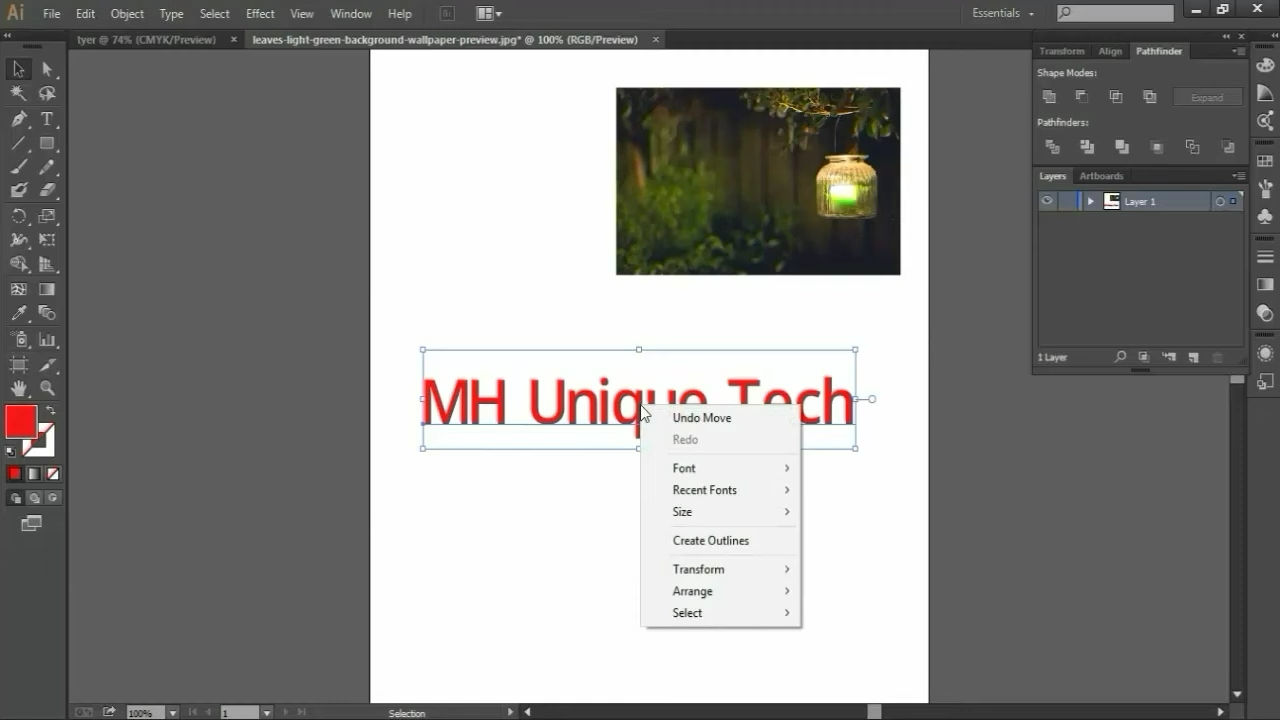 Ai File Edit Object Type Select Effect View Window Help Br Essentials
tyer @ 74% (CMYK/Preview) × leaves-light-green-background-wallpaper-preview.jpg* @ 100% (RGB/Preview) ×
Transform Align Pathfinder
Shape Modes:
Expand
Pathfinders:
Layers Artboards
Layer 1
1 Layer
MH Unique Tech
Undo Move
Redo
Font
Recent Fonts
Size
Create Outlines
Transform
Arrange
Select
100% 1 Selection